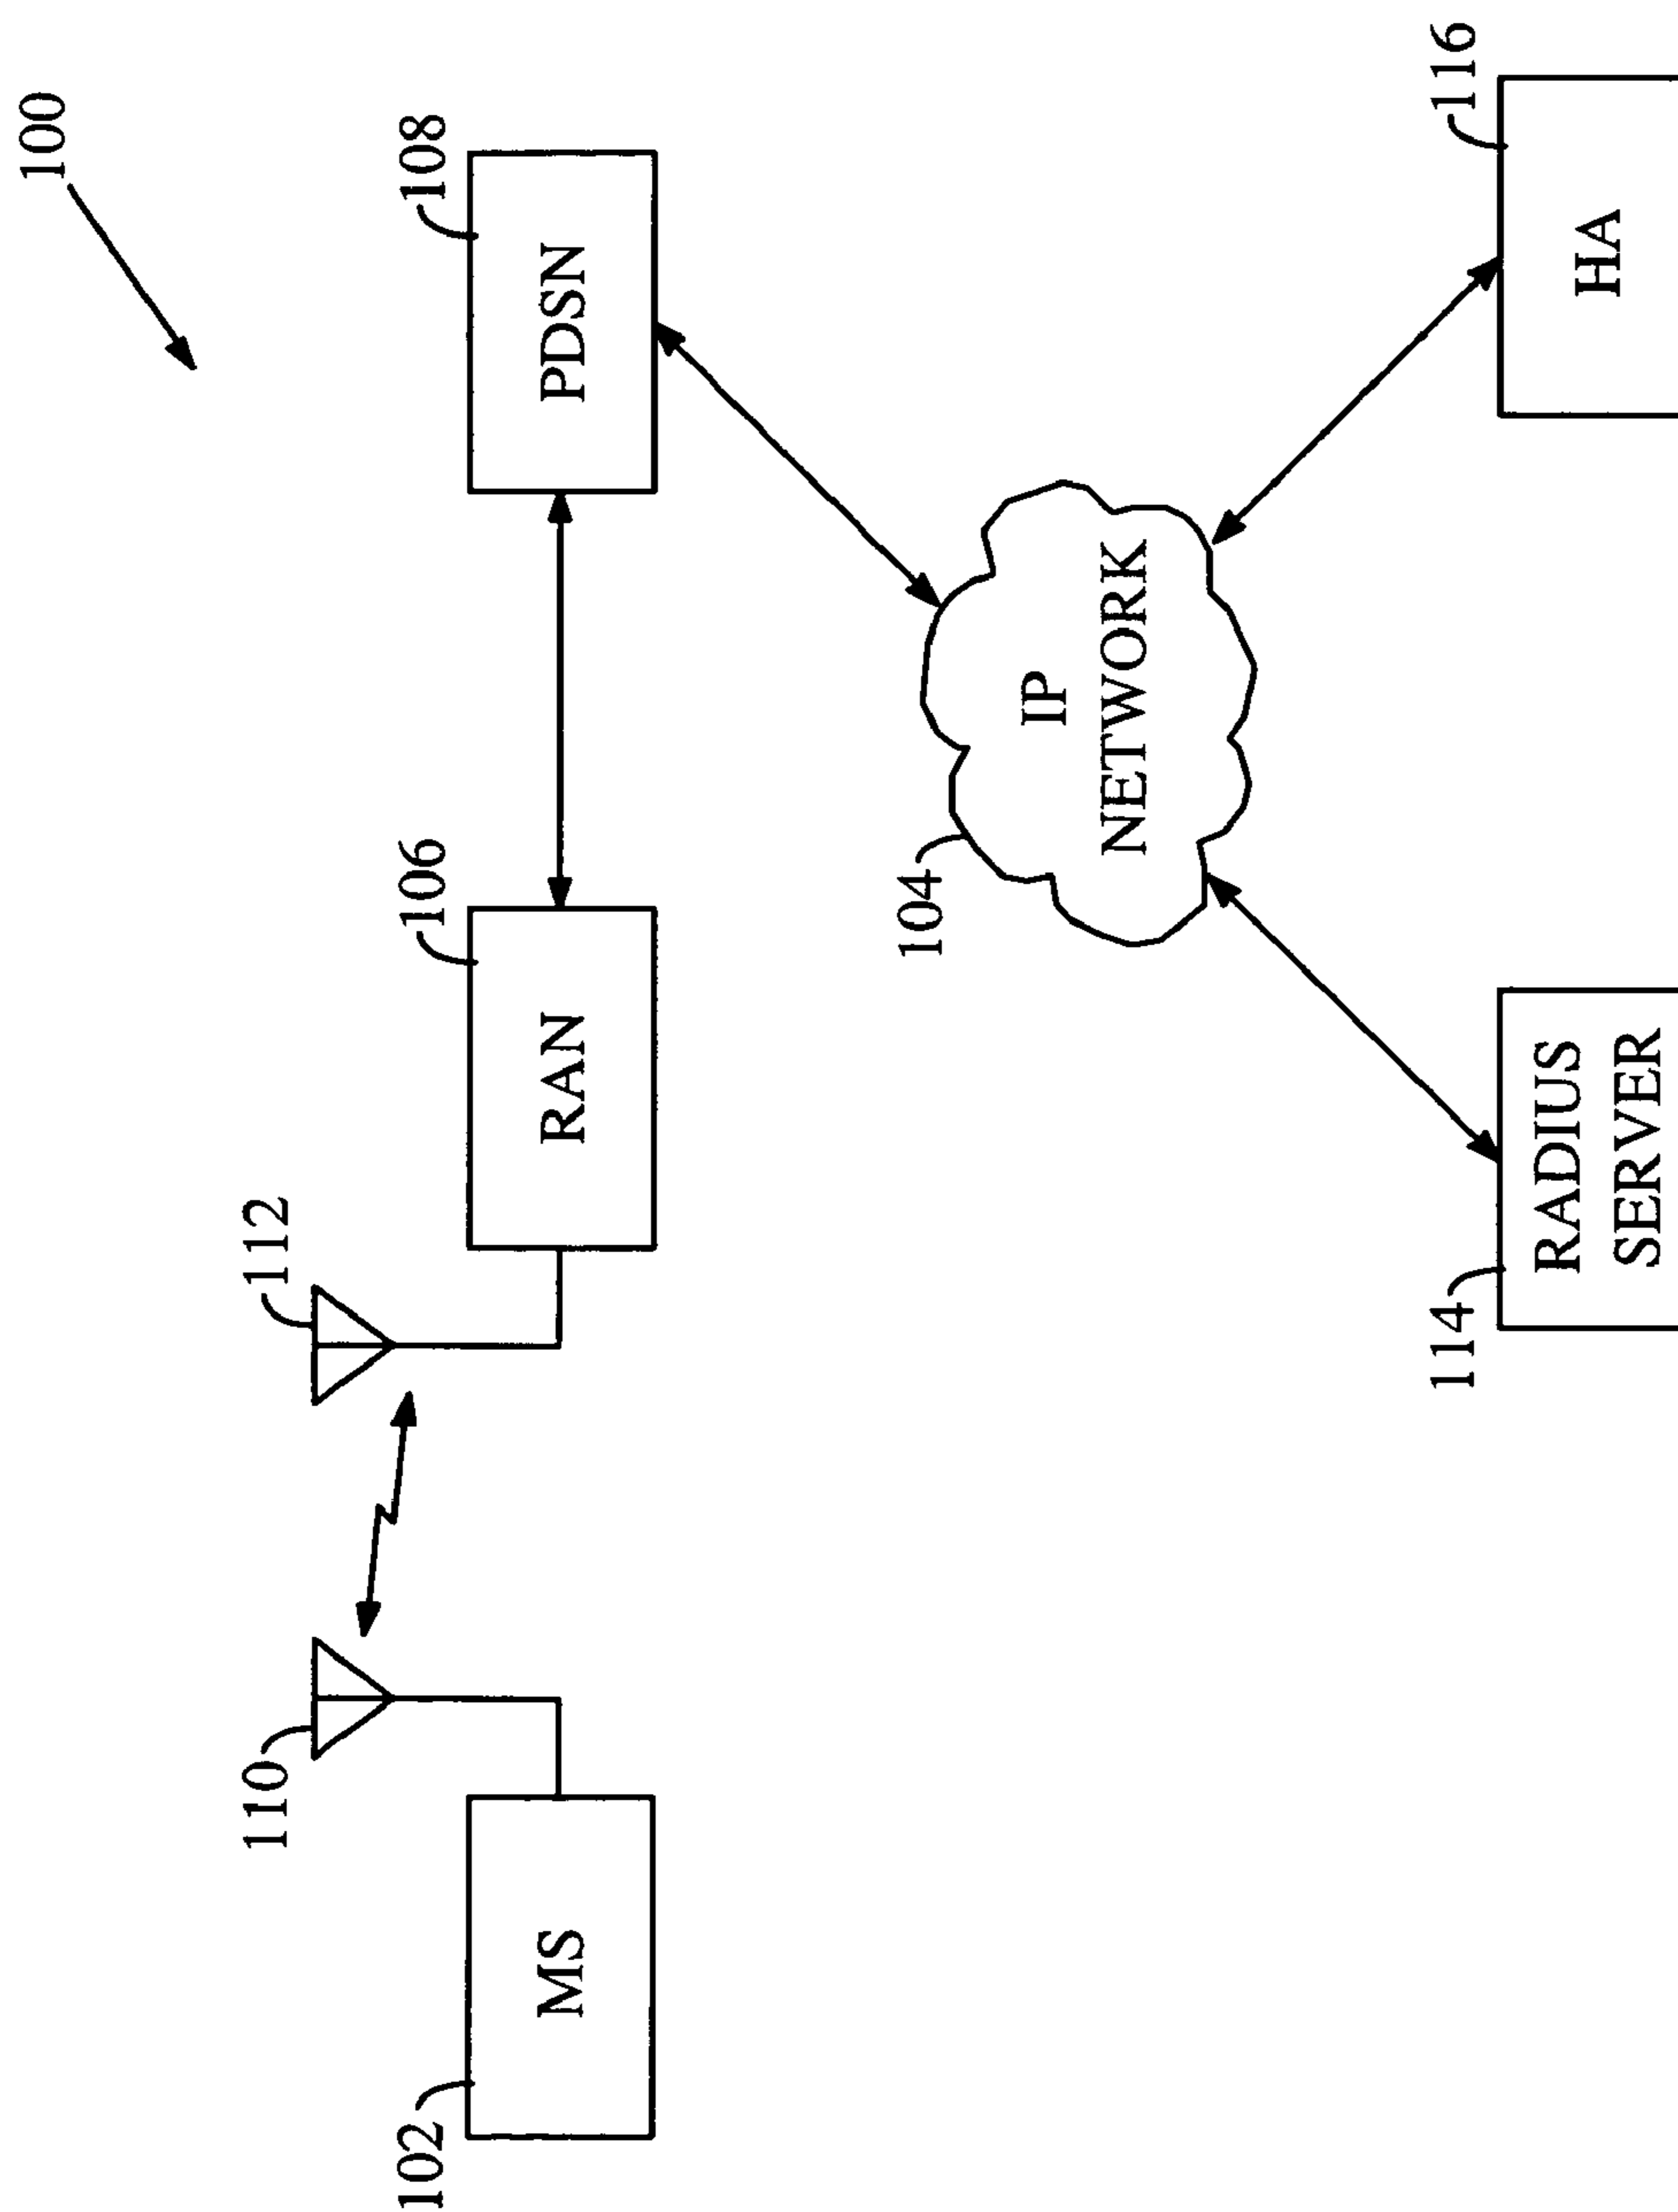 100
110
112
102
MS
106
RAN
108
PDSN
104
IP
NETWORK
114
RADIUS
SERVER
116
HA